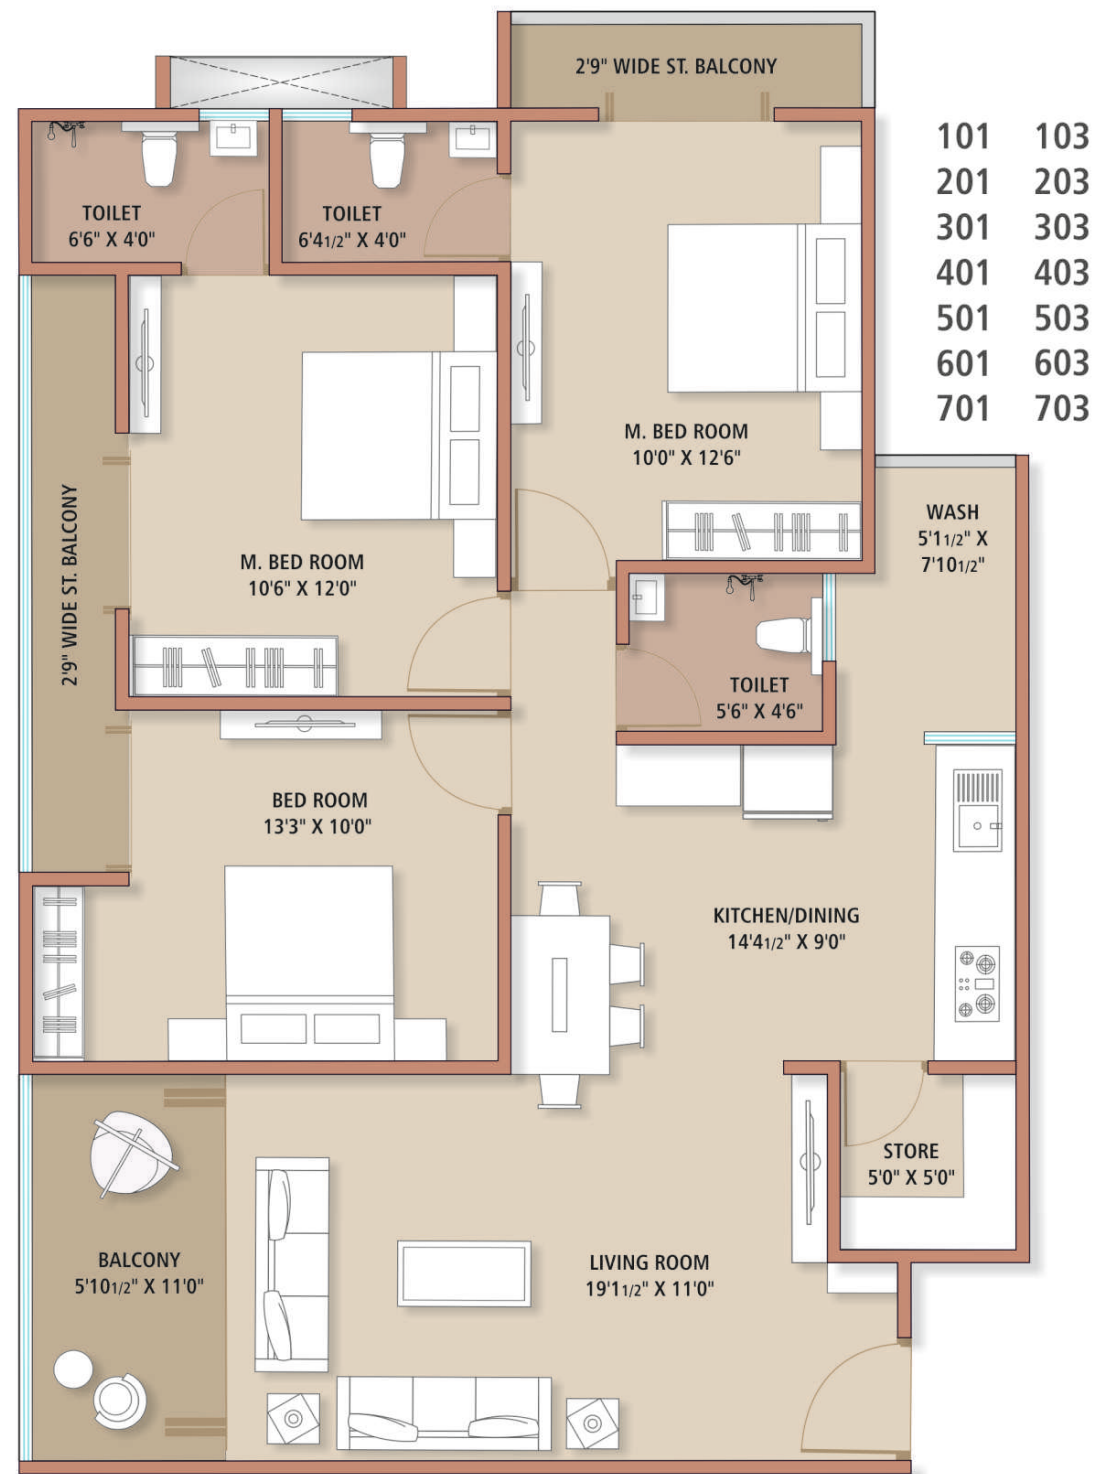 2'9" WIDE ST. BALCONY
101 103
201 203
301 303
401 403
501 503
601 603
701 703
TOILET
6'6" X 4'0"
TOILET
6'41/2" X 4'0"
M. BED ROOM
10'0" X 12'6"
WASH
5'11/2" X
7'101/2"
2'9" WIDE ST. BALCONY
M. BED ROOM
10'6" X 12'0"
TOILET
5'6" X 4'6"
BED ROOM
13'3" X 10'0"
KITCHEN/DINING
14'41/2" X 9'0"
STORE
5'0" X 5'0"
BALCONY
5'101/2" X 11'0"
LIVING ROOM
19'11/2" X 11'0"